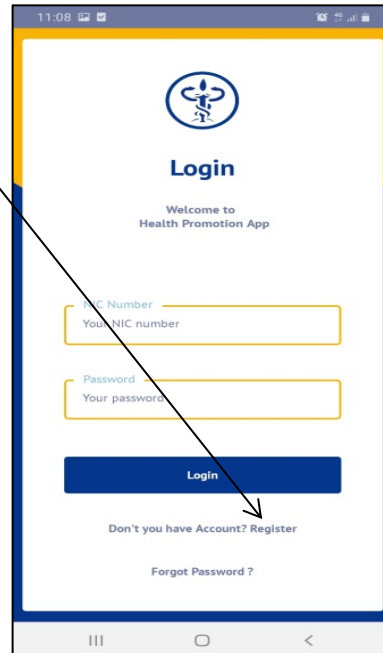 11:08
4G
Login
Welcome to
Health Promotion App
NIC Number
Your NIC number
Password
Your password
Login
Don't you have Account? Register
Forgot Password ?